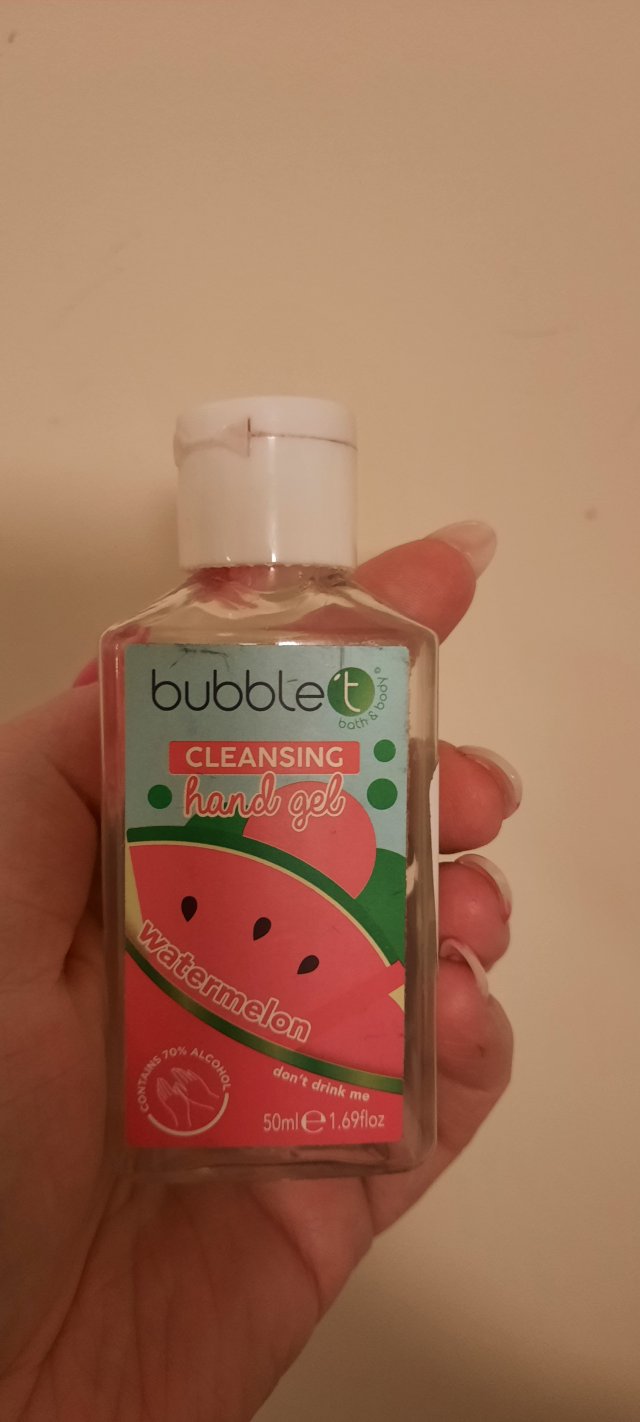 bubble t
bath & body
CLEANSING
hand gel
watermelon
CONTAINS 70% ALCOHOL
don't drink me
50ml ℮ 1.69floz